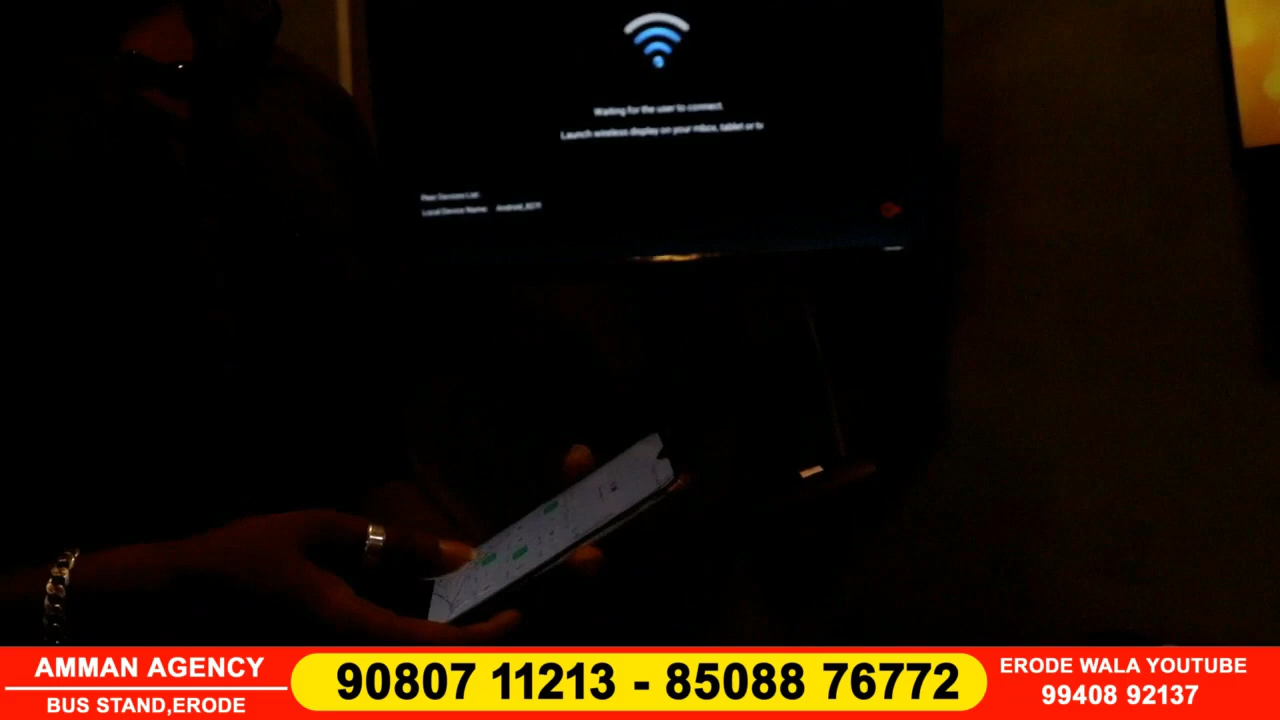 Waiting for the user to connect.
Launch wireless display on your mbox, tablet or tv
Peer Devices List:
Local Device Name:
AMMAN AGENCY
BUS STAND,ERODE
90807 11213 - 85088 76772
ERODE WALA YOUTUBE
99408 92137